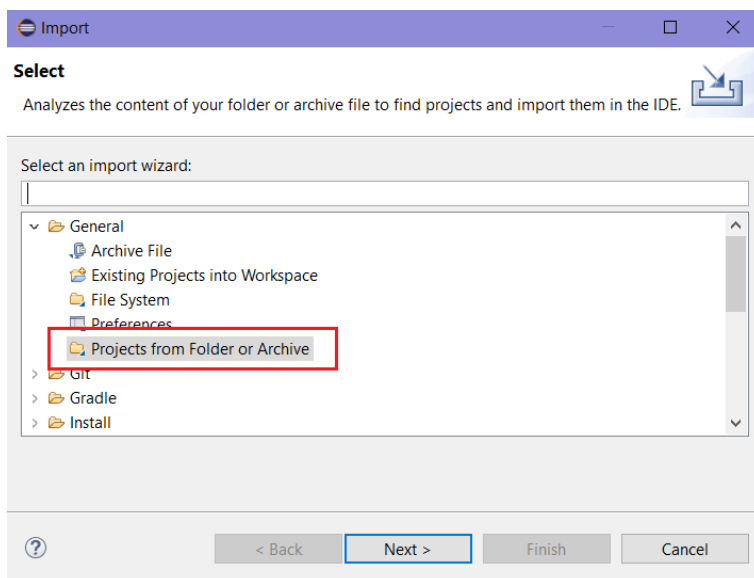 Import
Select
Analyzes the content of your folder or archive file to find projects and import them in the IDE.
Select an import wizard:
General
Archive File
Existing Projects into Workspace
File System
Preferences
Projects from Folder or Archive
Git
Gradle
Install
< Back Next > Finish Cancel